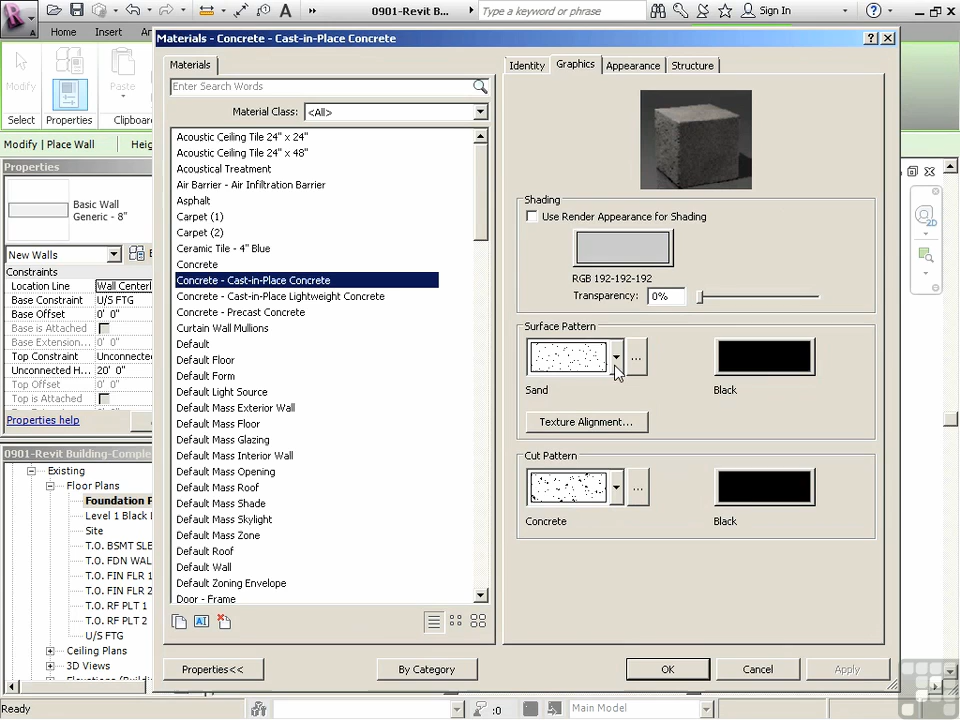 0901-Revit B... Type a keyword or phrase Sign In
Home Insert
Modify Properties Paste
Select Properties Clipboar
Modify | Place Wall Heig
Properties
Basic Wall
Generic - 8"
New Walls
Constraints
Location Line Wall Centerl
Base Constraint U/S FTG
Base Offset 0' 0"
Base is Attached
Base Extension...
Top Constraint Unconnected
Unconnected H... 20' 0"
Top Offset 0' 0"
Top is Attached
Properties help
0901-Revit Building-Comple
Existing
Floor Plans
Foundation P
Level 1 Black
Site
T.O. BSMT SLE
T.O. FDN WAL
T.O. FIN FLR 1
T.O. FIN FLR 2
T.O. RF PLT 1
T.O. RF PLT 2
U/S FTG
Ceiling Plans
3D Views
Ready
:0
Main Model
Materials - Concrete - Cast-in-Place Concrete
Materials
Enter Search Words
Material Class: <All>
Acoustic Ceiling Tile 24" x 24"
Acoustic Ceiling Tile 24" x 48"
Acoustical Treatment
Air Barrier - Air Infiltration Barrier
Asphalt
Carpet (1)
Carpet (2)
Ceramic Tile - 4" Blue
Concrete
Concrete - Cast-in-Place Concrete
Concrete - Cast-in-Place Lightweight Concrete
Concrete - Precast Concrete
Curtain Wall Mullions
Default
Default Floor
Default Form
Default Light Source
Default Mass Exterior Wall
Default Mass Floor
Default Mass Glazing
Default Mass Interior Wall
Default Mass Opening
Default Mass Roof
Default Mass Shade
Default Mass Skylight
Default Mass Zone
Default Roof
Default Wall
Default Zoning Envelope
Door - Frame
Properties<< By Category
Identity Graphics Appearance Structure
Shading
Use Render Appearance for Shading
RGB 192-192-192
Transparency: 0%
Surface Pattern
...
Sand Black
Texture Alignment...
Cut Pattern
...
Concrete Black
OK Cancel Apply